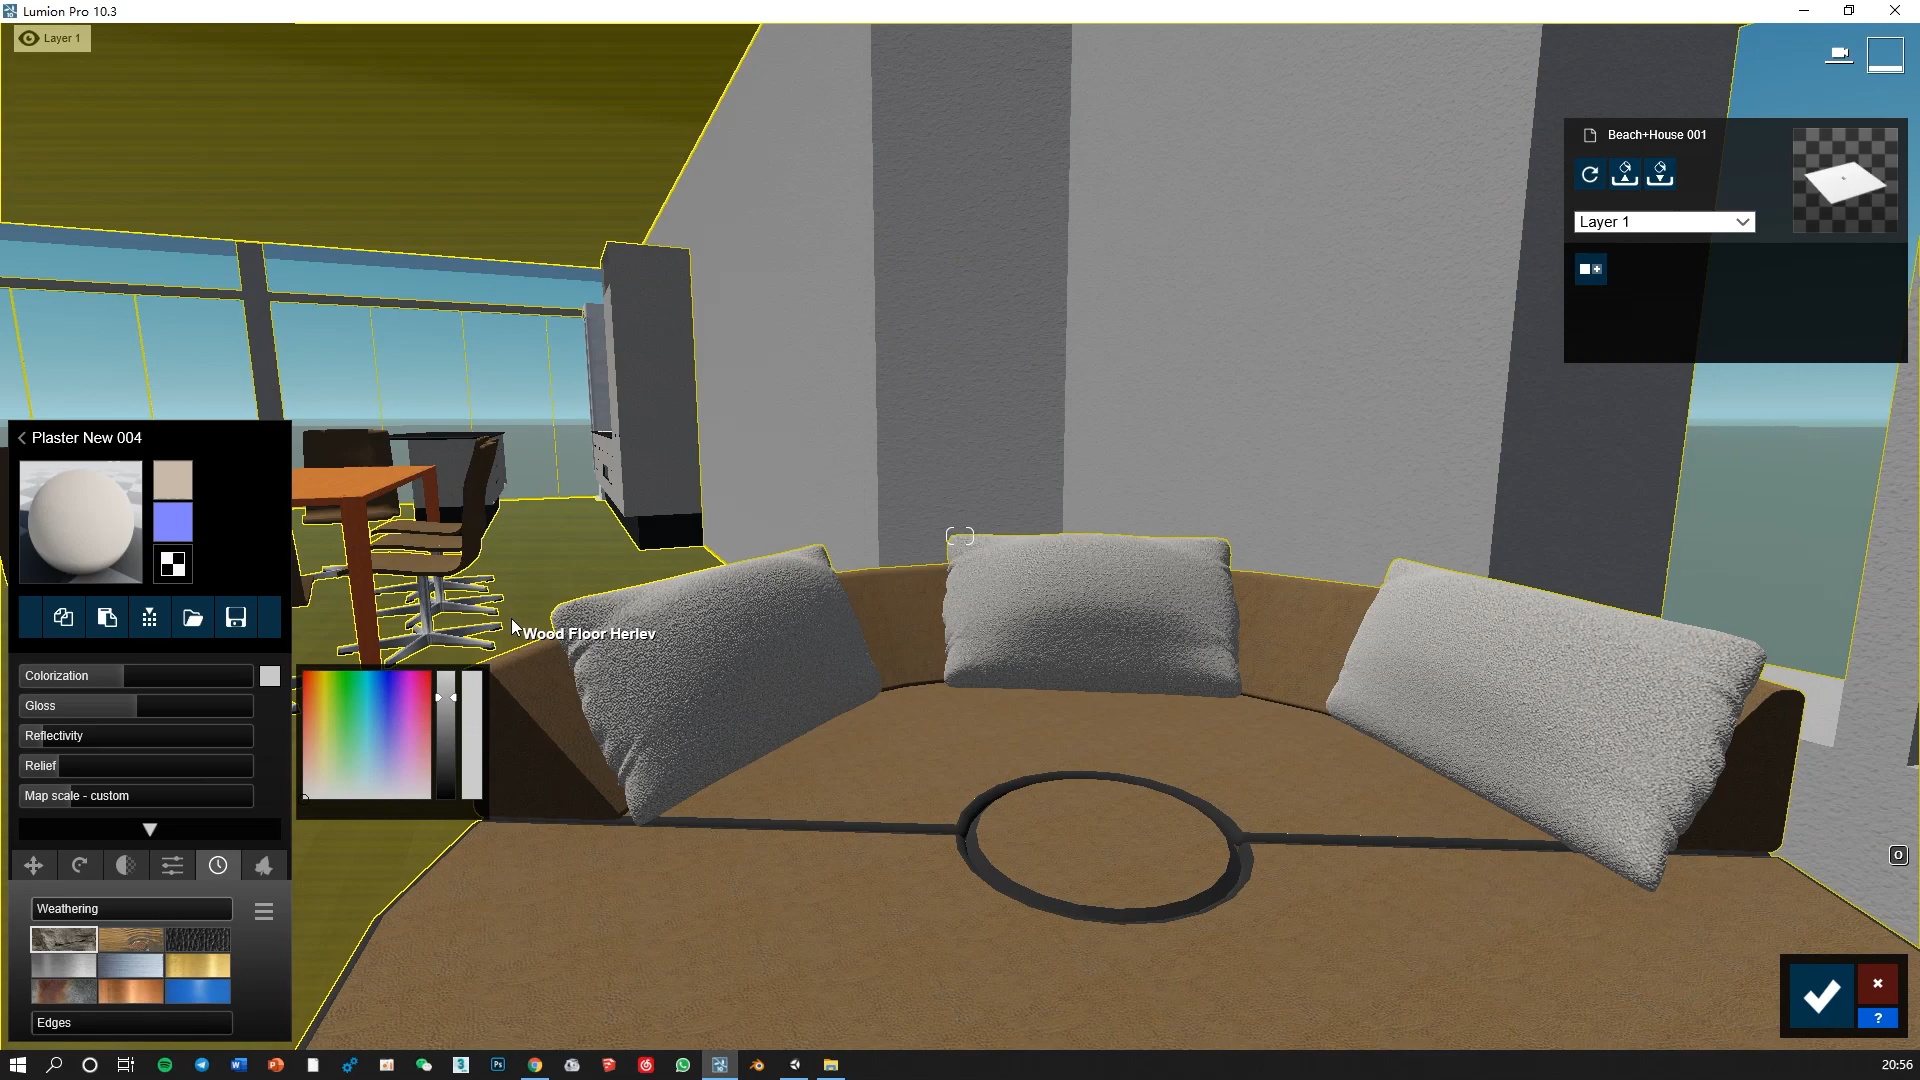 Lumion Pro 10.3
Layer 1
Beach+House 001
Layer 1
Plaster New 004
Wood Floor Herlev
Colorization
Gloss
Reflectivity
Relief
Map scale - custom
O
Weathering
Edges
?
20:56